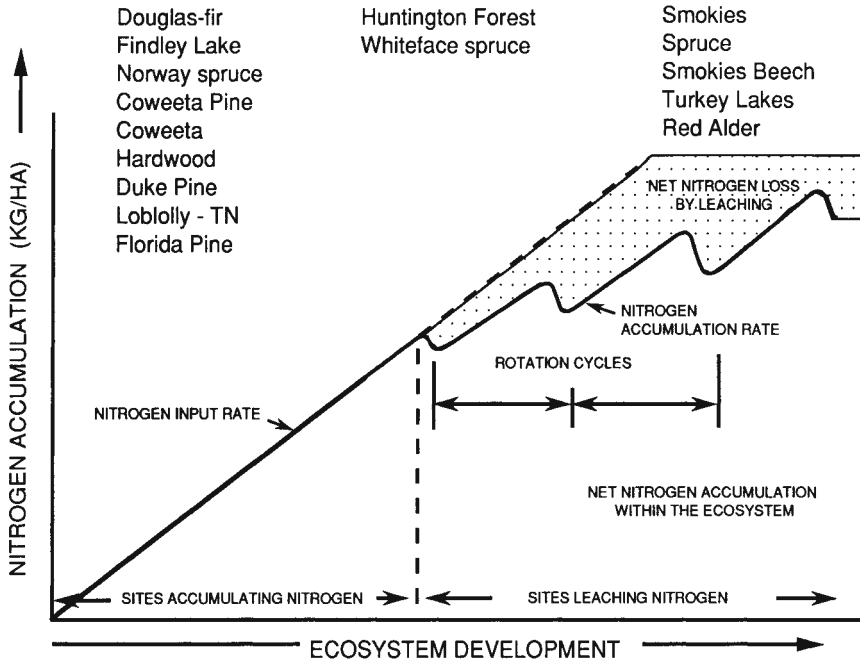 Douglas-fir
Findley Lake
Norway spruce
Coweeta Pine
Coweeta
Hardwood
Duke Pine
Loblolly - TN
Florida Pine
Huntington Forest
Whiteface spruce
Smokies
Spruce
Smokies Beech
Turkey Lakes
Red Alder
NITROGEN ACCUMULATION (KG/HA)
NET NITROGEN LOSS
BY LEACHING
NITROGEN
ACCUMULATION RATE
ROTATION CYCLES
NITROGEN INPUT RATE
NET NITROGEN ACCUMULATION
WITHIN THE ECOSYSTEM
SITES ACCUMULATING NITROGEN
SITES LEACHING NITROGEN
ECOSYSTEM DEVELOPMENT